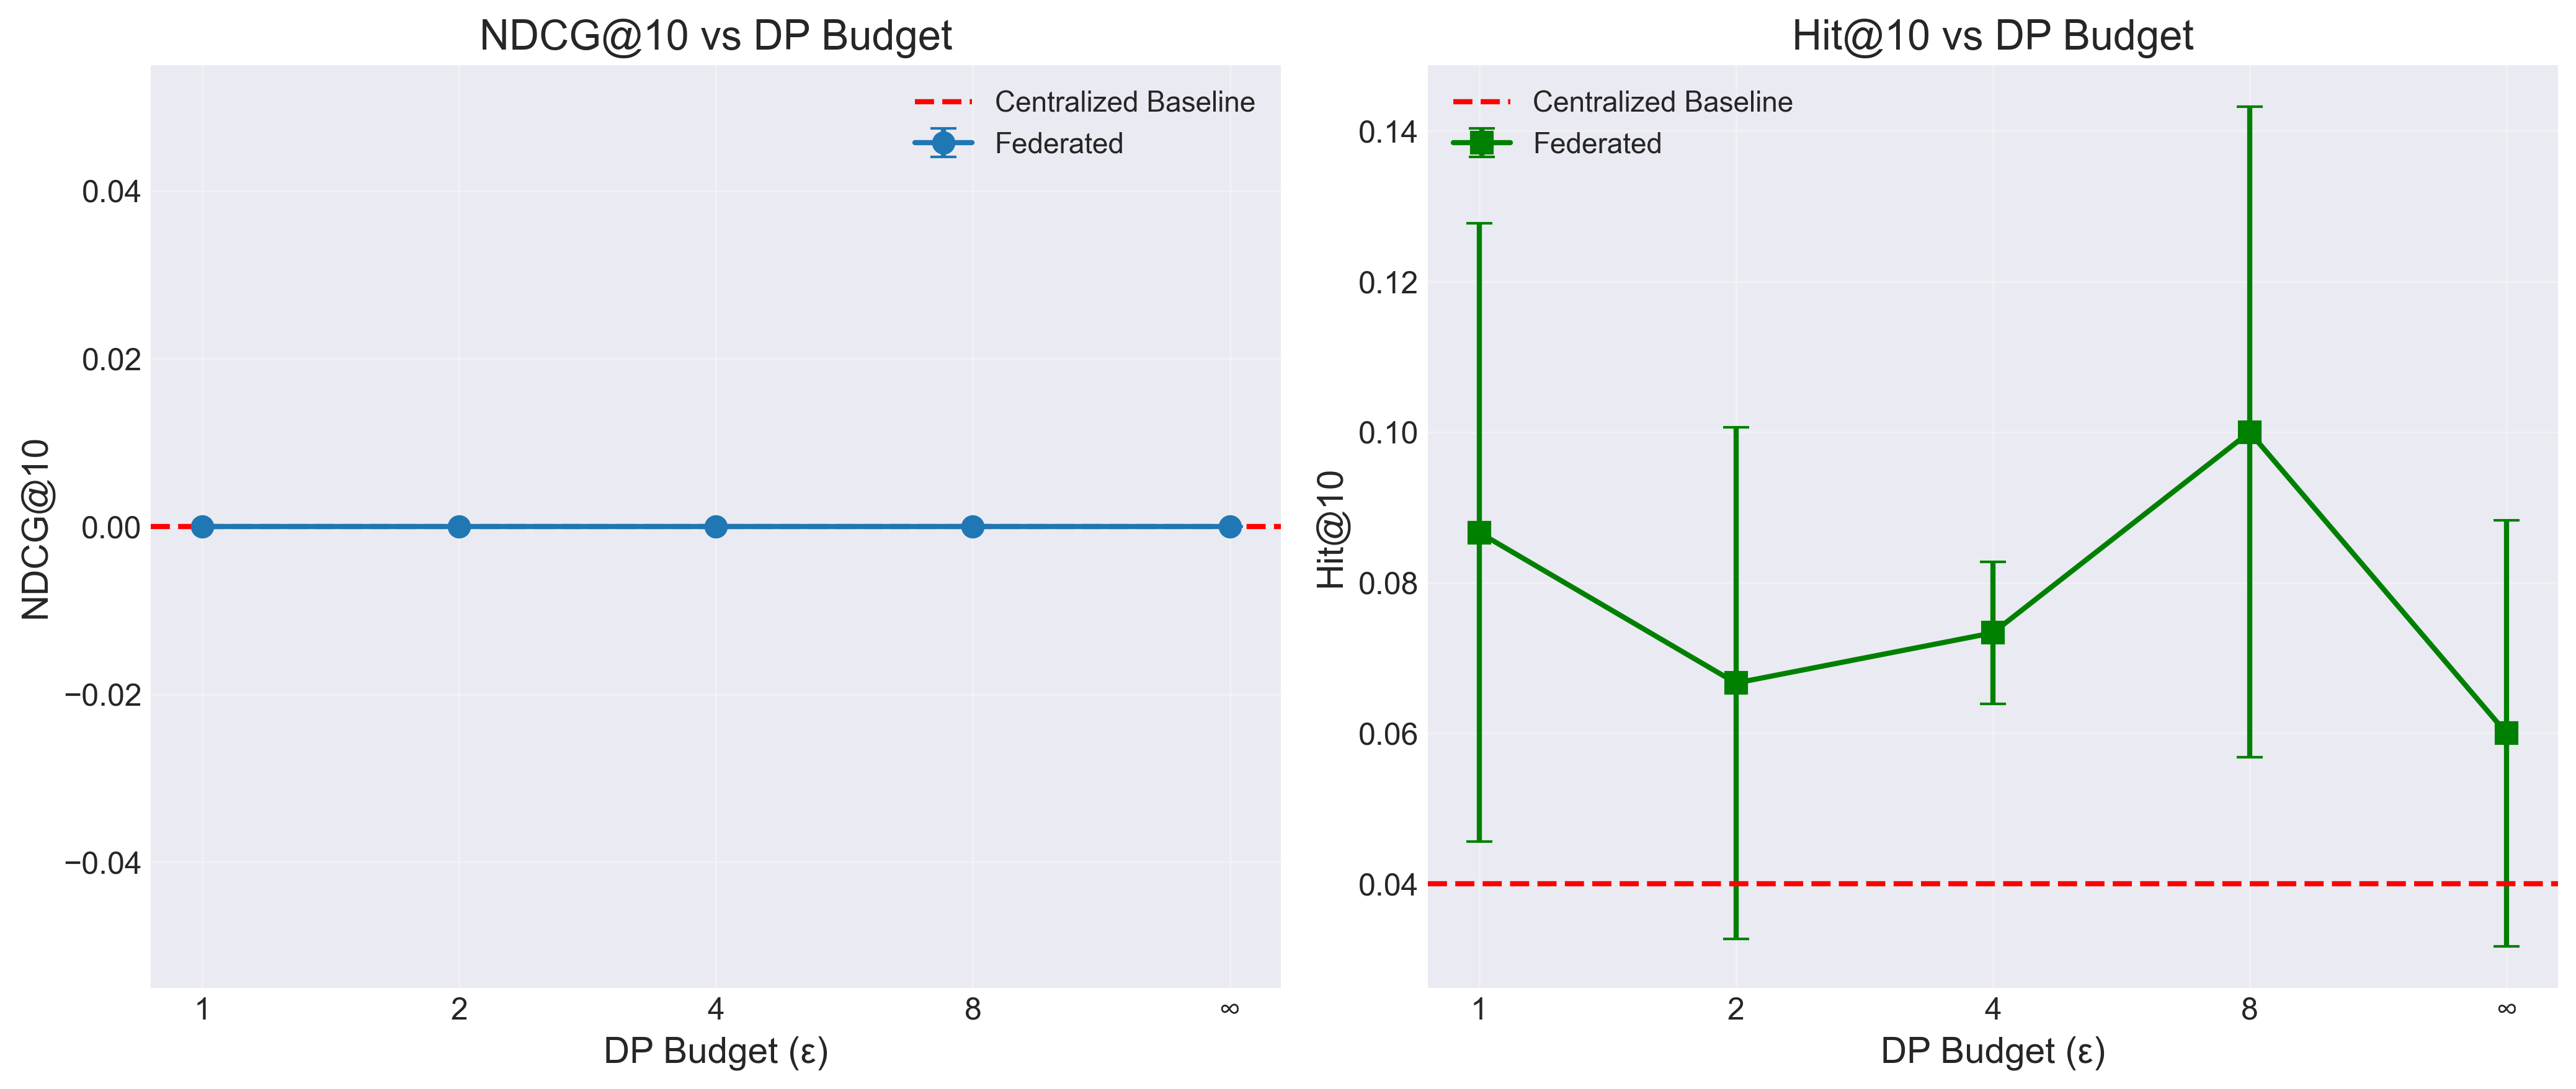 NDCG@10 vs DP Budget
Centralized Baseline
Federated
NDCG@10
0.04
0.02
0.00
−0.02
−0.04
1 2 4 8 ∞
DP Budget (ε)
Hit@10 vs DP Budget
Centralized Baseline
Federated
Hit@10
0.14
0.12
0.10
0.08
0.06
0.04
1 2 4 8 ∞
DP Budget (ε)